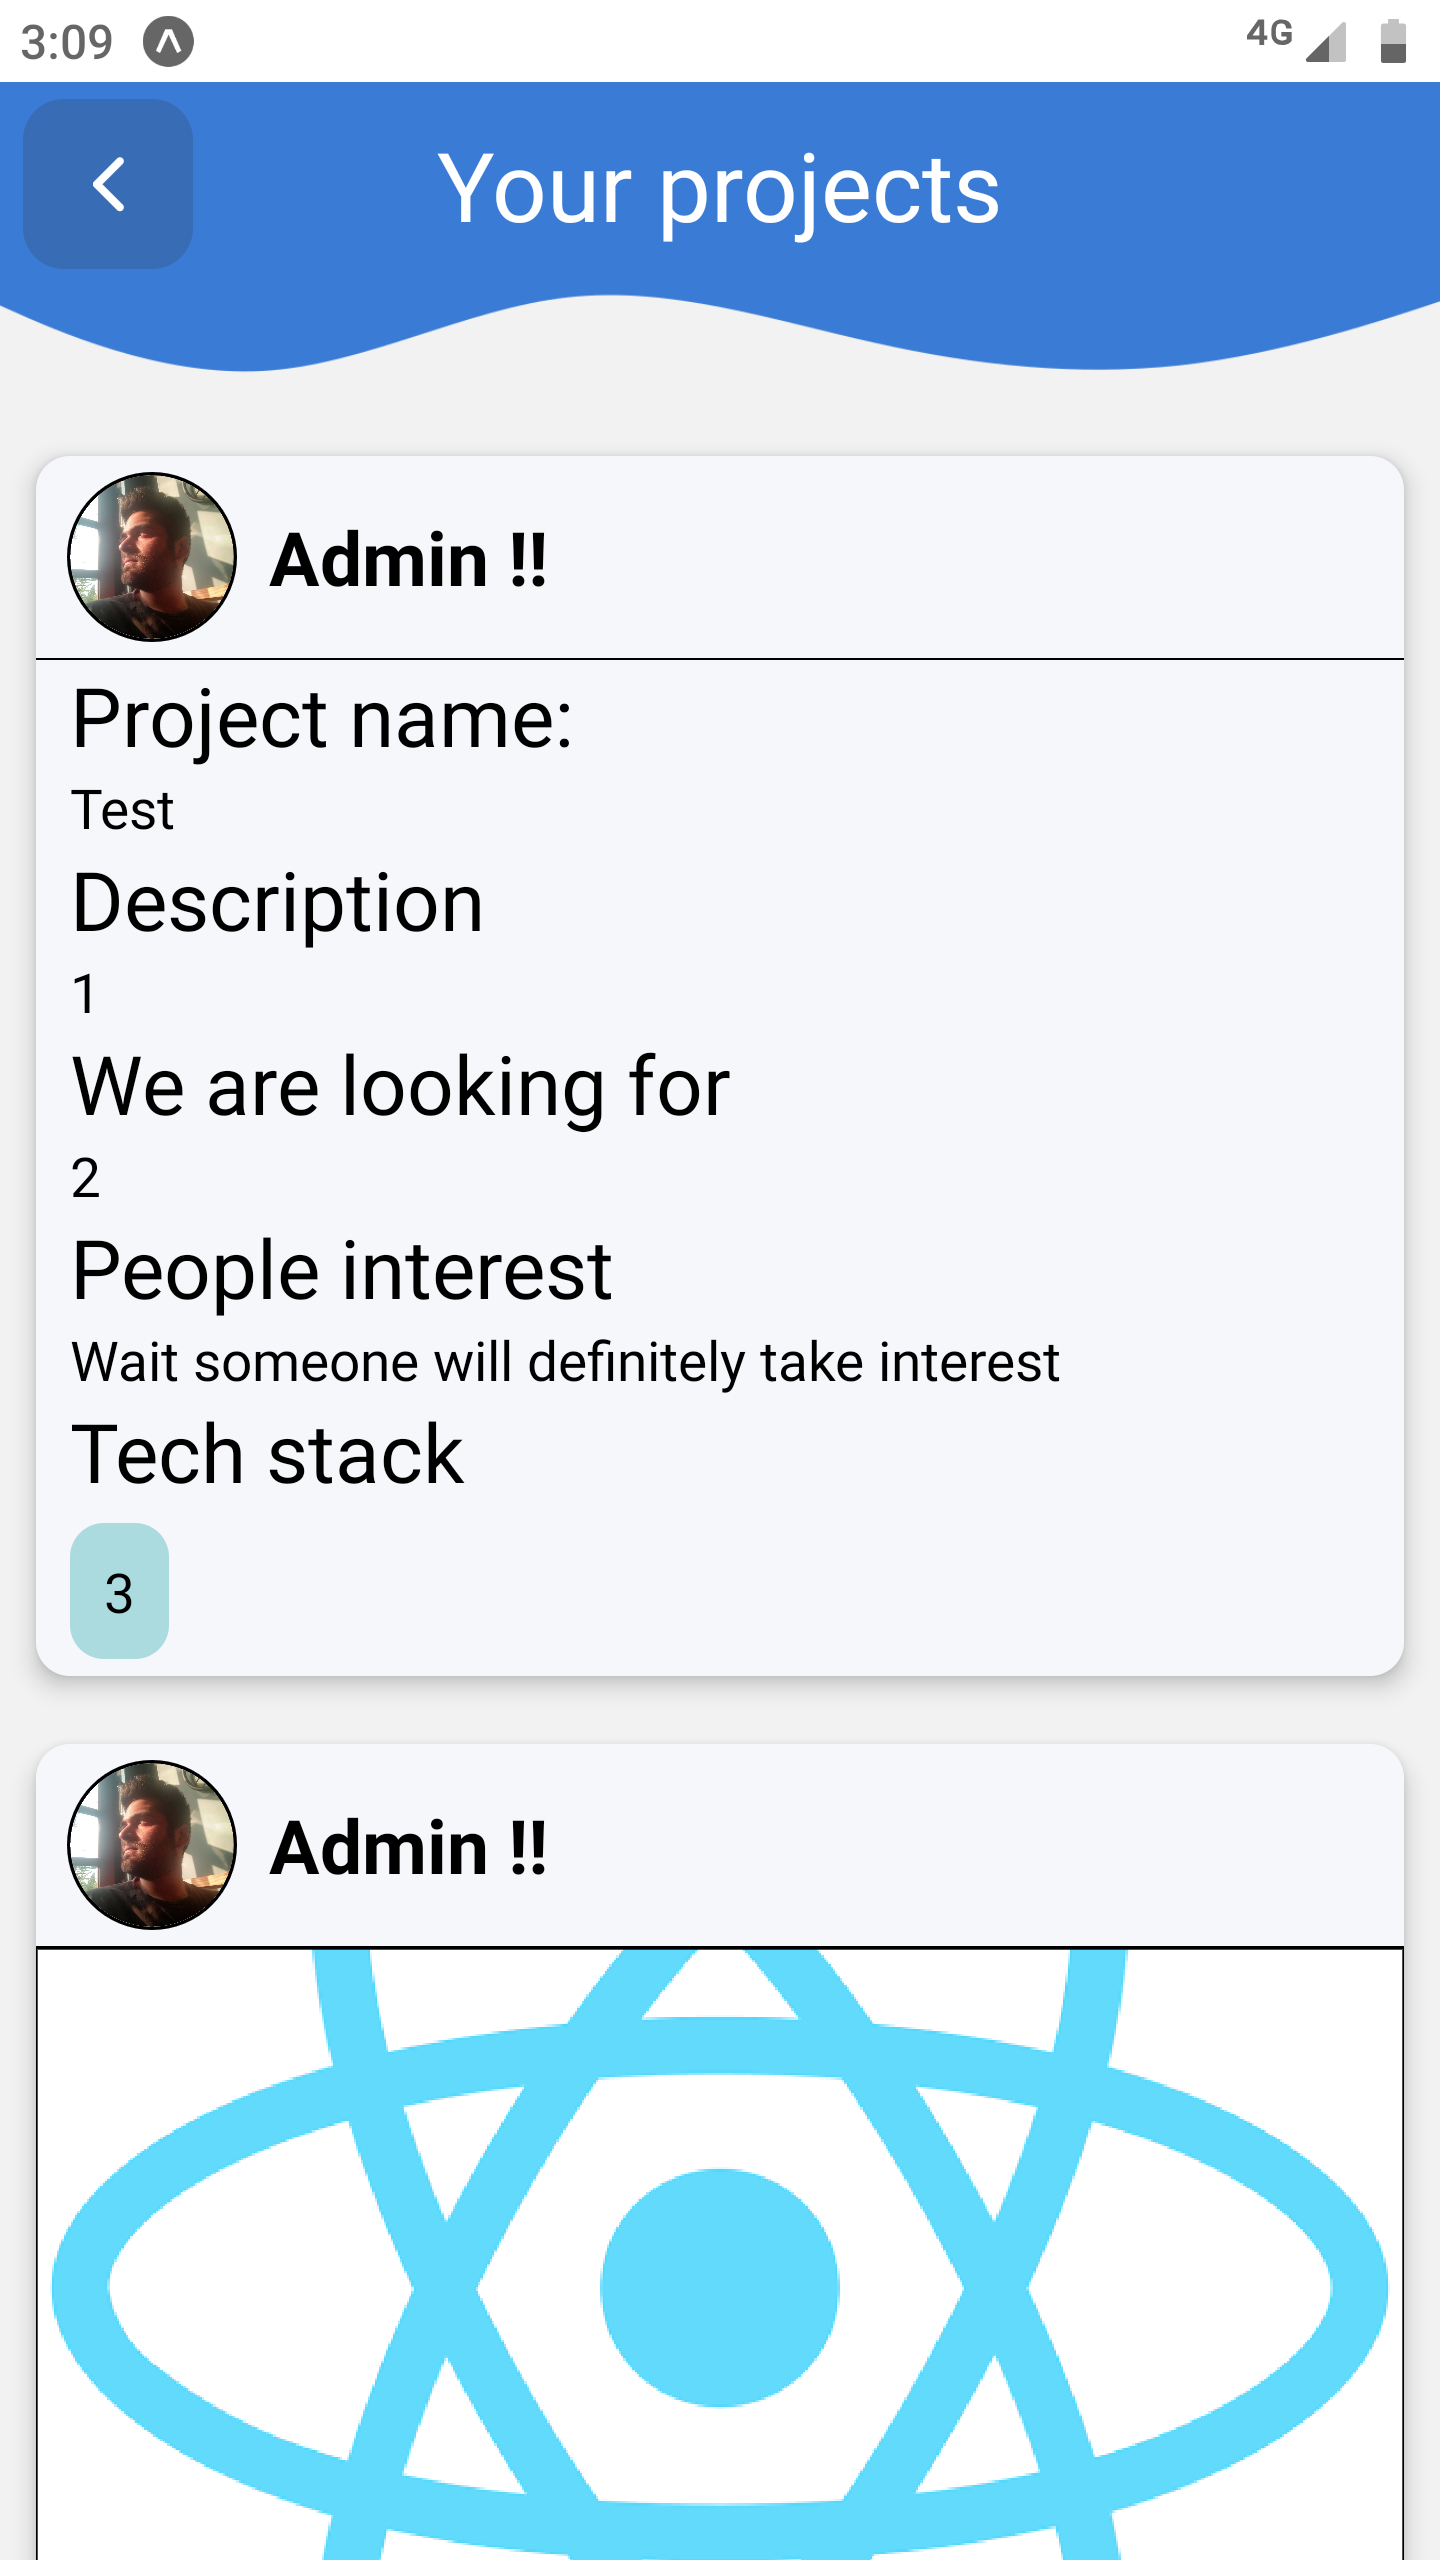 3:09
4G
Your projects
Admin !!
Project name:
Test
Description
1
We are looking for
2
People interest
Wait someone will definitely take interest
Tech stack
3
Admin !!